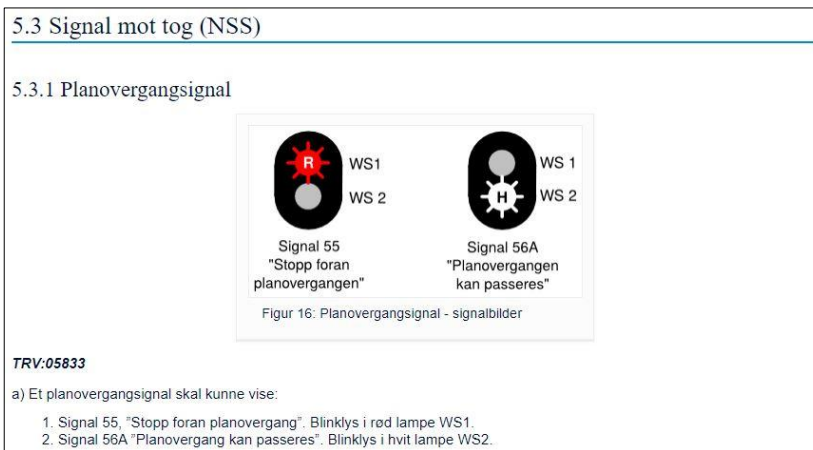 5.3 Signal mot tog (NSS)
5.3.1 Planovergangsignal
R WS1
WS 2
WS 1
H WS 2
Signal 55
"Stopp foran
planovergangen"
Signal 56A
"Planovergangen
kan passeres"
Figur 16: Planovergangsignal - signalbilder
TRV:05833
a) Et planovergangsignal skal kunne vise:
1. Signal 55, "Stopp foran planovergang". Blinklys i rød lampe WS1.
2. Signal 56A "Planovergang kan passeres". Blinklys i hvit lampe WS2.